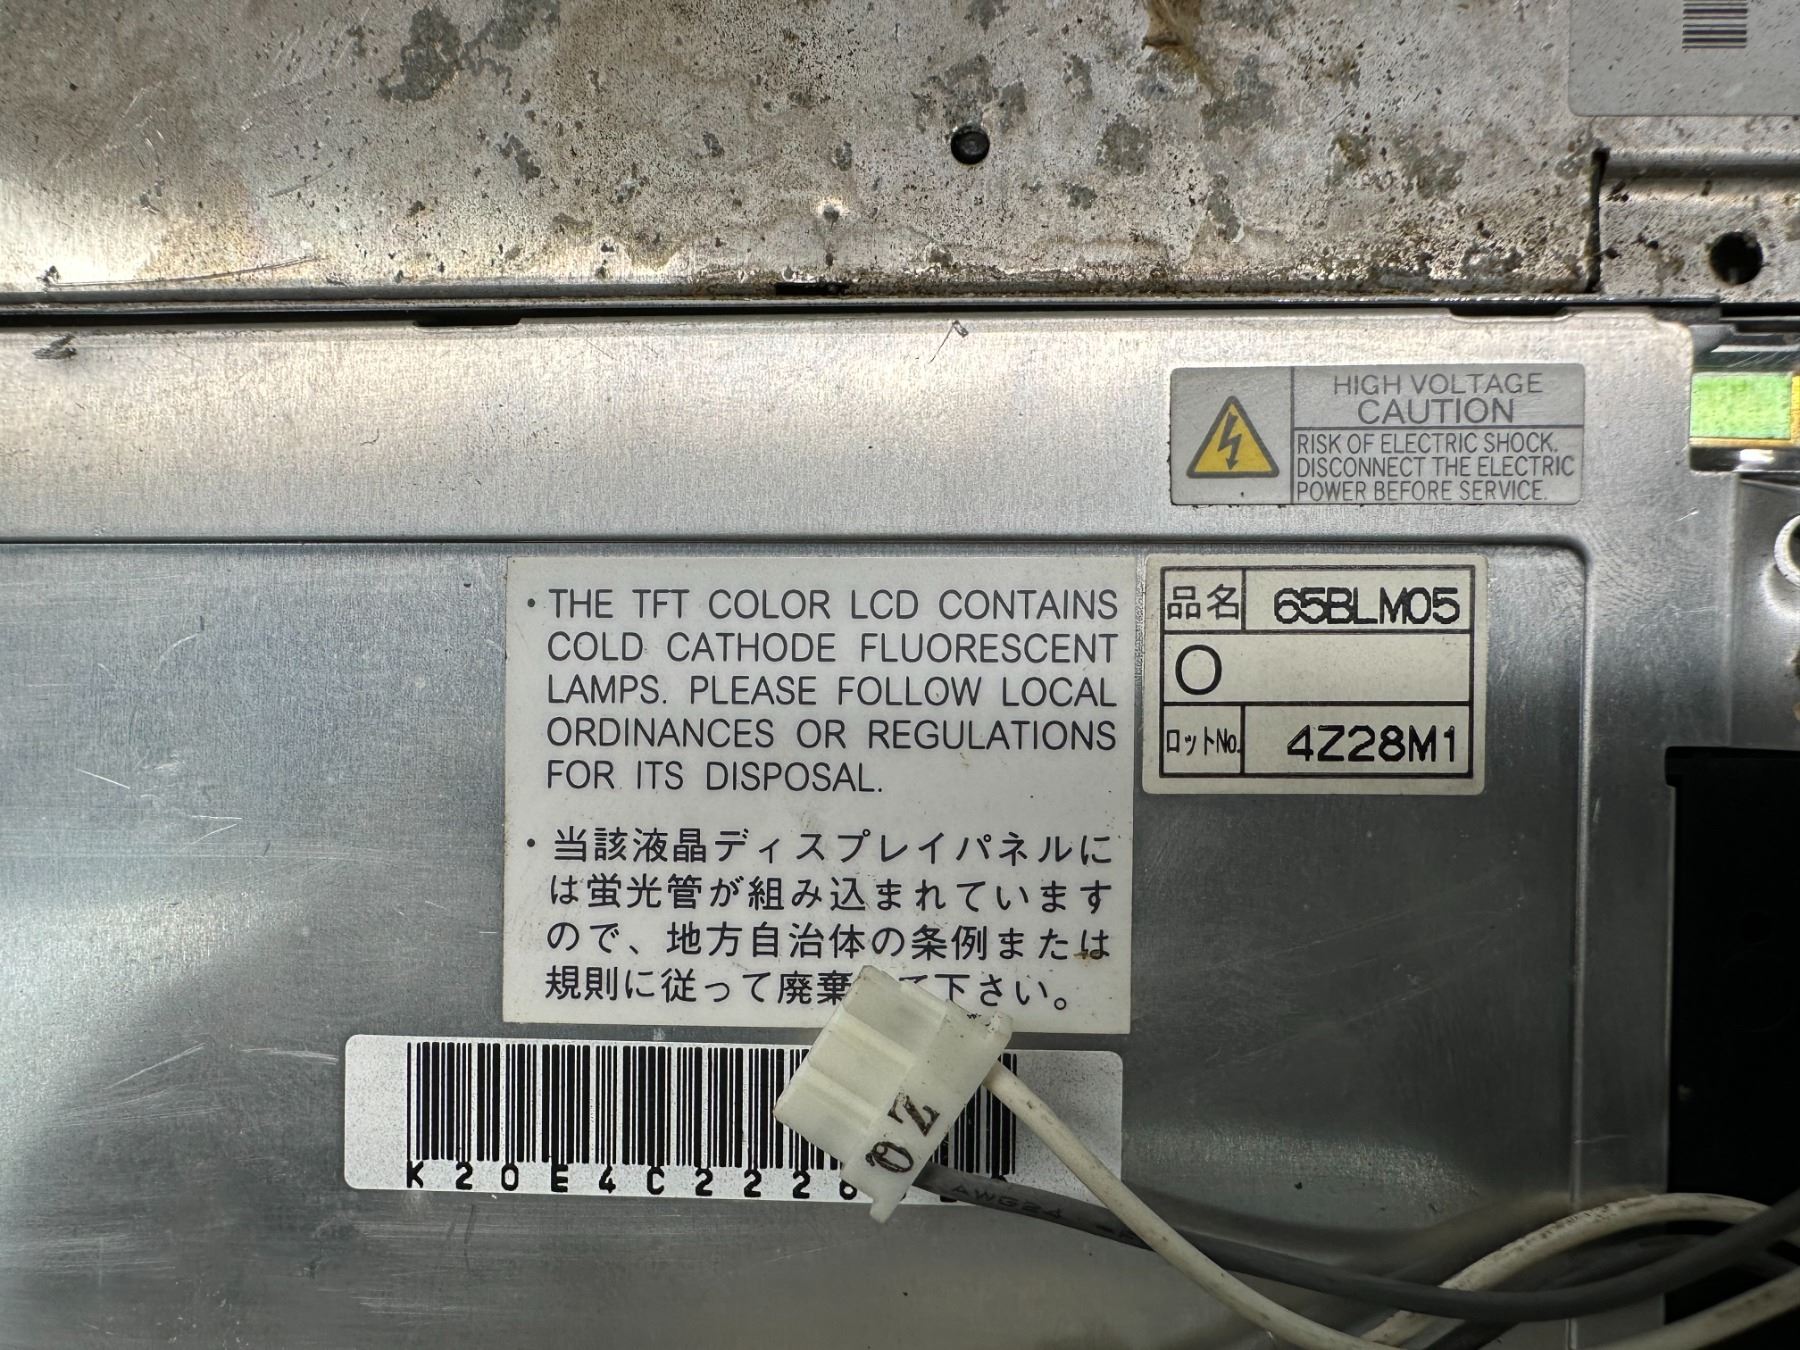 HIGH VOLTAGE
CAUTION
RISK OF ELECTRIC SHOCK.
DISCONNECT THE ELECTRIC
POWER BEFORE SERVICE.
・THE TFT COLOR LCD CONTAINS
COLD CATHODE FLUORESCENT
LAMPS. PLEASE FOLLOW LOCAL
ORDINANCES OR REGULATIONS
FOR ITS DISPOSAL.
・当該液晶ディスプレイパネルに
は蛍光管が組み込まれています
ので、地方自治体の条例または
規則に従って廃棄 て下さい。
品名 65BLM05
O
ロットNo. 4Z28M1
K20E4C2226
OZ
AWG24